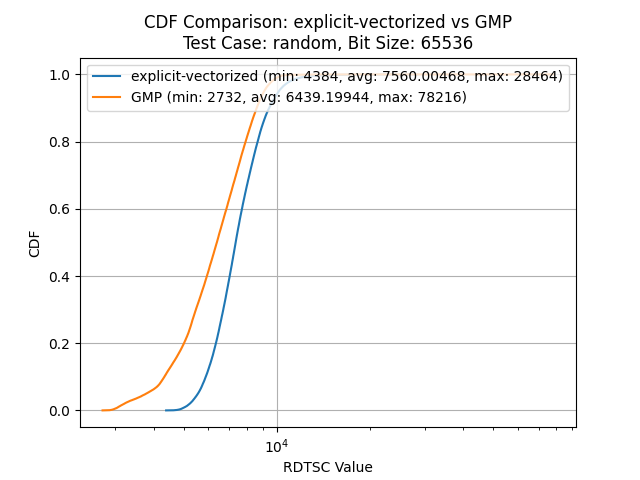 CDF Comparison: explicit-vectorized vs GMP
Test Case: random, Bit Size: 65536
explicit-vectorized (min: 4384, avg: 7560.00468, max: 28464)
GMP (min: 2732, avg: 6439.19944, max: 78216)
1.0
0.8
0.6
0.4
0.2
0.0
CDF
10⁴
RDTSC Value